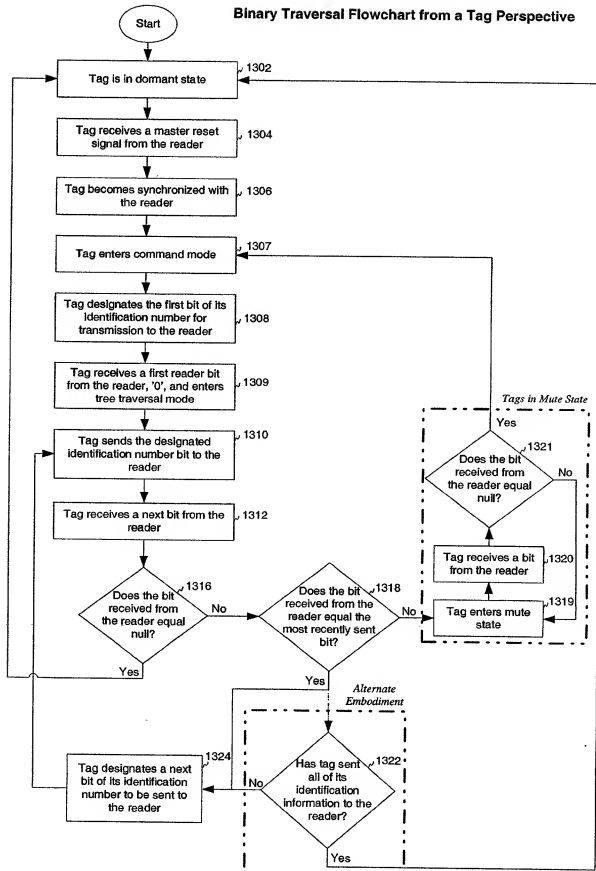 Binary Traversal Flowchart from a Tag Perspective
Start
1302
Tag is in dormant state
Tag receives a master reset
signal from the reader
1304
Tag becomes synchronized with
the reader
1306
1307
Tag enters command mode
Tag designates the first bit of its
identification number for
transmission to the reader
1308
Tag receives a first reader bit
from the reader, '0', and enters
tree traversal mode
1309
Tag sends the designated
identification number bit to the
reader
1310
Tag receives a next bit from the
reader
1312
1316
Does the bit
received from
the reader equal
null?
No
Yes
1318
Does the bit
received from the
reader equal the
most recently sent
bit?
No
Yes
Tags in Mute State
Yes
1321
Does the bit
received from
the reader equal
null?
No
Tag receives a bit
from the reader
1320
1319
Tag enters mute
state
Alternate
Embodiment
1322
Has tag sent
all of its
identification
information to the
reader?
No
Yes
1324
Tag designates a next
bit of its identification
number to be sent to
the reader